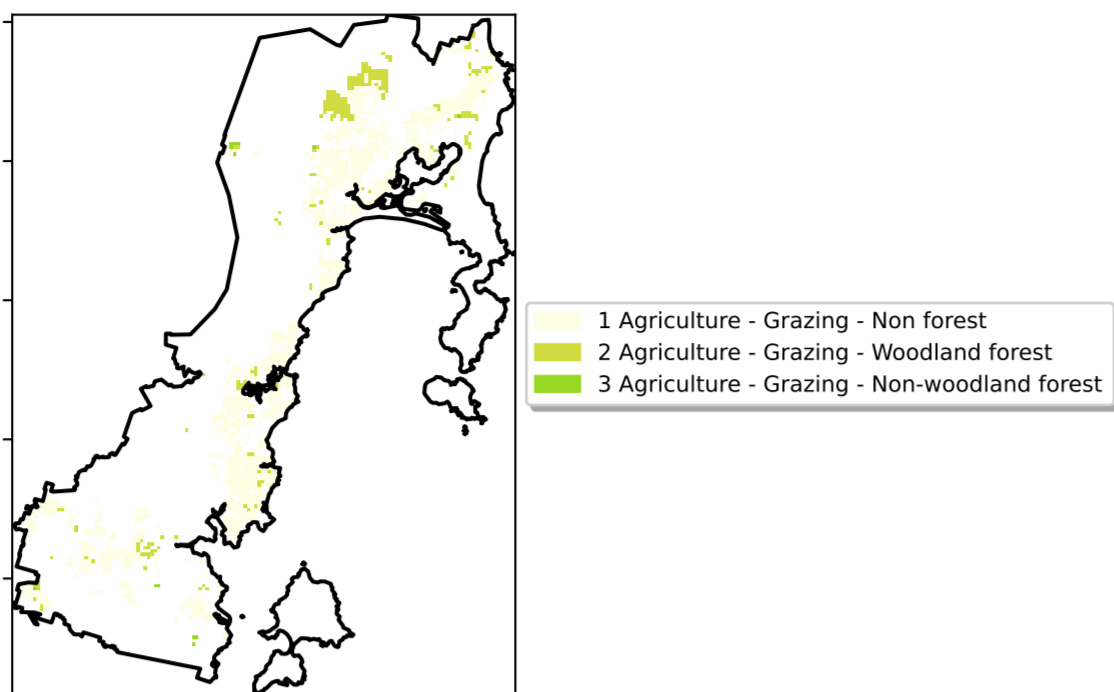 1 Agriculture - Grazing - Non forest
2 Agriculture - Grazing - Woodland forest
3 Agriculture - Grazing - Non-woodland forest